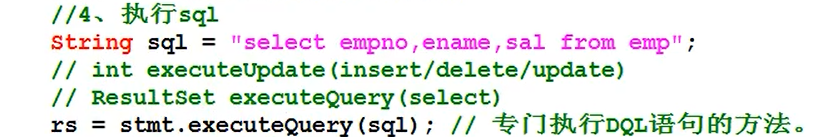 //4、执行sql
String sql = "select empno,ename,sal from emp";
// int executeUpdate(insert/delete/update)
// ResultSet executeQuery(select)
rs = stmt.executeQuery(sql); // 专门执行DQL语句的方法。